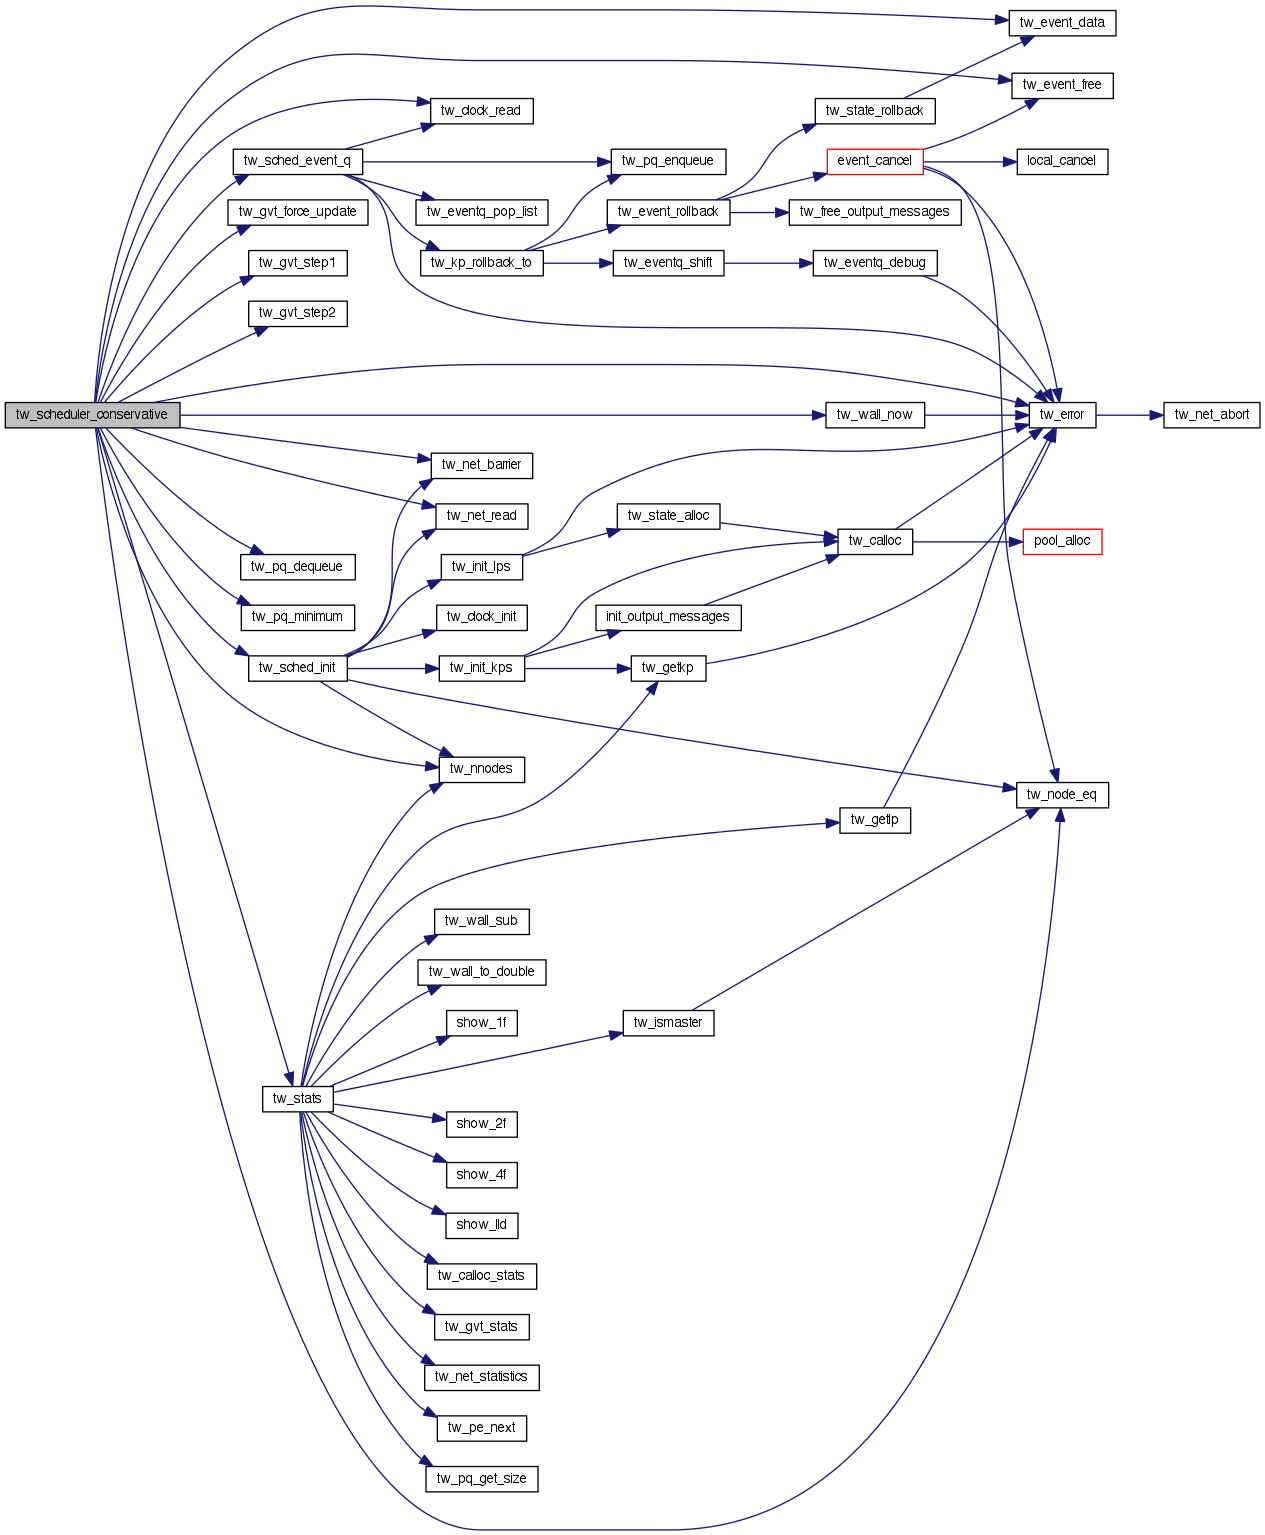 tw_event_data
tw_event_free
tw_clock_read
tw_state_rollback
tw_sched_event_q
tw_pq_enqueue
event_cancel
local_cancel
tw_gvt_force_update
tw_eventq_pop_list
tw_event_rollback
tw_free_output_messages
tw_gvt_step1
tw_kp_rollback_to
tw_eventq_shift
tw_eventq_debug
tw_gvt_step2
tw_scheduler_conservative
tw_wall_now
tw_error
tw_net_abort
tw_net_barrier
tw_net_read
tw_state_alloc
tw_calloc
pool_alloc
tw_pq_dequeue
tw_init_lps
tw_pq_minimum
tw_clock_init
init_output_messages
tw_sched_init
tw_init_kps
tw_getkp
tw_nnodes
tw_node_eq
tw_getlp
tw_wall_sub
tw_wall_to_double
show_1f
tw_ismaster
tw_stats
show_2f
show_4f
show_lld
tw_calloc_stats
tw_gvt_stats
tw_net_statistics
tw_pe_next
tw_pq_get_size